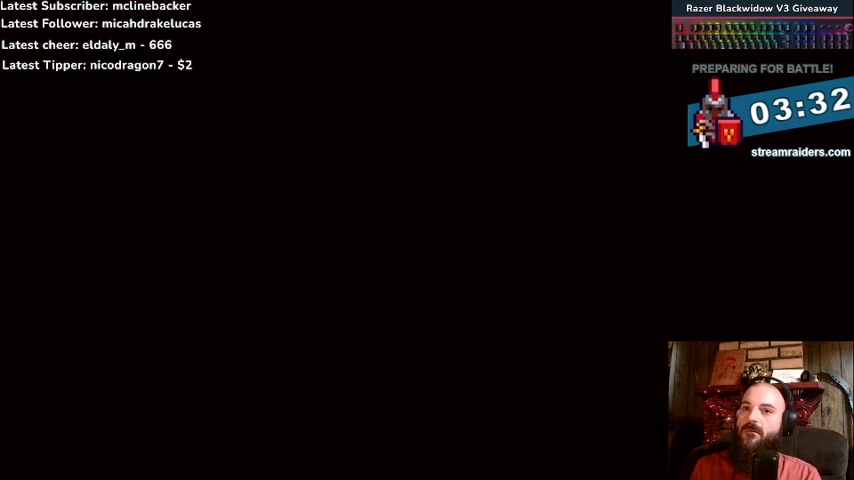 Latest Subscriber: mclinebacker
Latest Follower: micahdrakelucas
Latest cheer: eldaly_m - 666
Latest Tipper: nicodragon7 - $2
Razer Blackwidow V3 Giveaway
PREPARING FOR BATTLE!
03:32
streamraiders.com